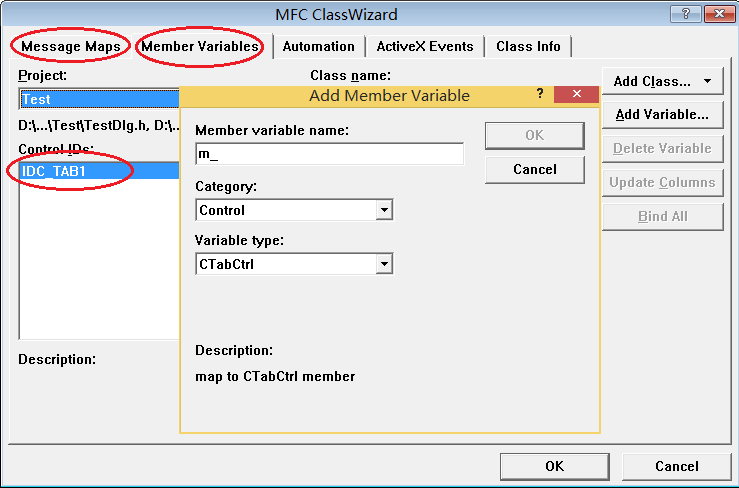 MFC ClassWizard
?
Message Maps Member Variables Automation ActiveX Events Class Info
Project: Class name:
Test
D:\...\Test\TestDlg.h, D:\...
Control IDs:
IDC_TAB1
Add Class...
Add Variable...
Delete Variable
Update Columns
Bind All
Add Member Variable ?
Member variable name:
m_
OK
Cancel
Category:
Control
Variable type:
CTabCtrl
Description:
map to CTabCtrl member
Description:
OK Cancel